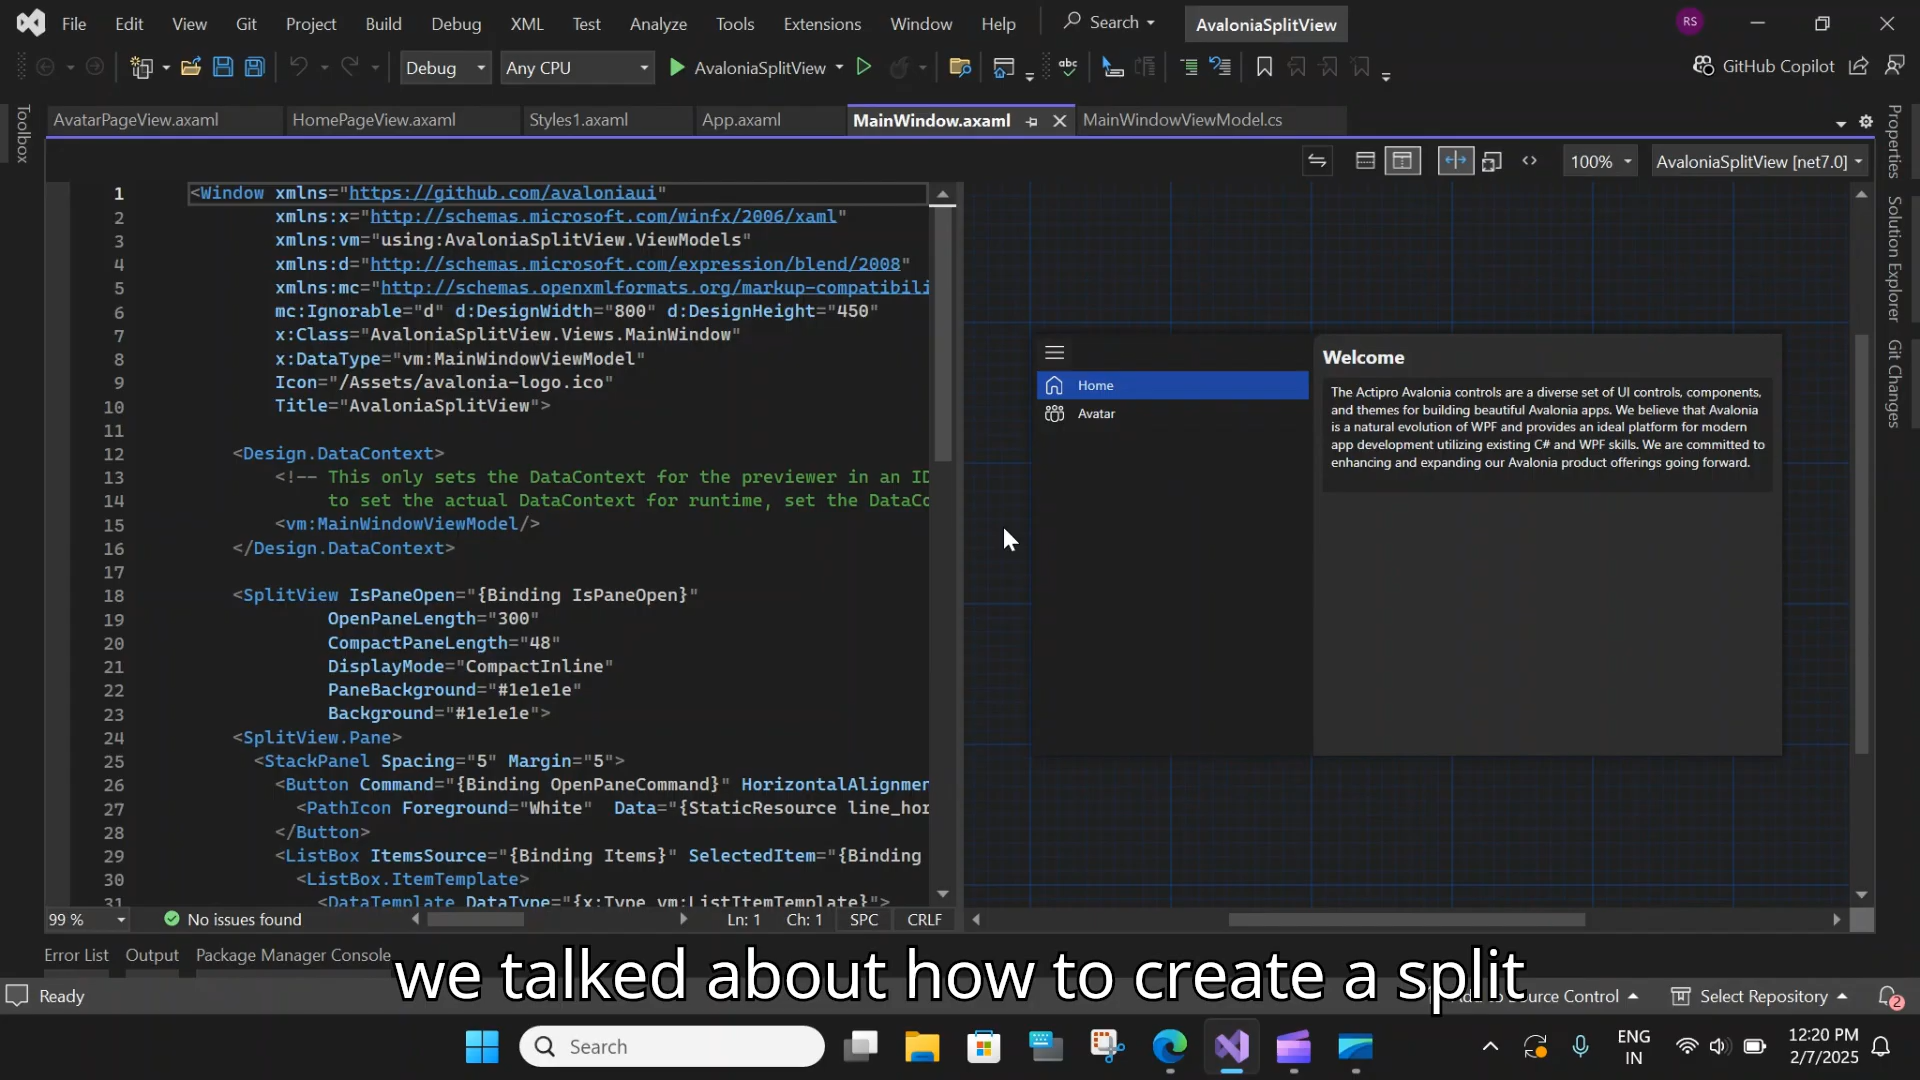 File Edit View Git Project Build Debug XML Test Analyze Tools Extensions Window Help Search AvaloniaSplitView RS
Debug Any CPU AvaloniaSplitView abc GitHub Copilot
Toolbox AvatarPageView.axaml HomePageView.axaml Styles1.axaml App.axaml MainWindow.axaml MainWindowViewModel.cs Properties
100% AvaloniaSplitView [net7.0]
Solution Explorer
Git Changes
1 <Window xmlns="https://github.com/avaloniaui"
2 xmlns:x="http://schemas.microsoft.com/winfx/2006/xaml"
3 xmlns:vm="using:AvaloniaSplitView.ViewModels"
4 xmlns:d="http://schemas.microsoft.com/expression/blend/2008"
5 xmlns:mc="http://schemas.openxmlformats.org/markup-compatibili
6 mc:Ignorable="d" d:DesignWidth="800" d:DesignHeight="450"
7 x:Class="AvaloniaSplitView.Views.MainWindow"
8 x:DataType="vm:MainWindowViewModel"
9 Icon="/Assets/avalonia-logo.ico"
10 Title="AvaloniaSplitView">
11
12 <Design.DataContext>
13 <!-- This only sets the DataContext for the previewer in an ID
14 to set the actual DataContext for runtime, set the DataCo
15 <vm:MainWindowViewModel/>
16 </Design.DataContext>
17
18 <SplitView IsPaneOpen="{Binding IsPaneOpen}"
19 OpenPaneLength="300"
20 CompactPaneLength="48"
21 DisplayMode="CompactInline"
22 PaneBackground="#1e1e1e"
23 Background="#1e1e1e">
24 <SplitView.Pane>
25 <StackPanel Spacing="5" Margin="5">
26 <Button Command="{Binding OpenPaneCommand}" HorizontalAlignmen
27 <PathIcon Foreground="White" Data="{StaticResource line_hor
28 </Button>
29 <ListBox ItemsSource="{Binding Items}" SelectedItem="{Binding
30 <ListBox.ItemTemplate>
31 <DataTemplate DataType="{x:Type vm:ListItemTemplate}">
Home
Avatar
Welcome
The Actipro Avalonia controls are a diverse set of UI controls, components,
and themes for building beautiful Avalonia apps. We believe that Avalonia
is a natural evolution of WPF and provides an ideal platform for modern
app development utilizing existing C# and WPF skills. We are committed to
enhancing and expanding our Avalonia product offerings going forward.
99 % No issues found Ln: 1 Ch: 1 SPC CRLF
Error List Output Package Manager Console
we talked about how to create a split
Ready Source Control Select Repository 2
Search ENG IN 12:20 PM 2/7/2025